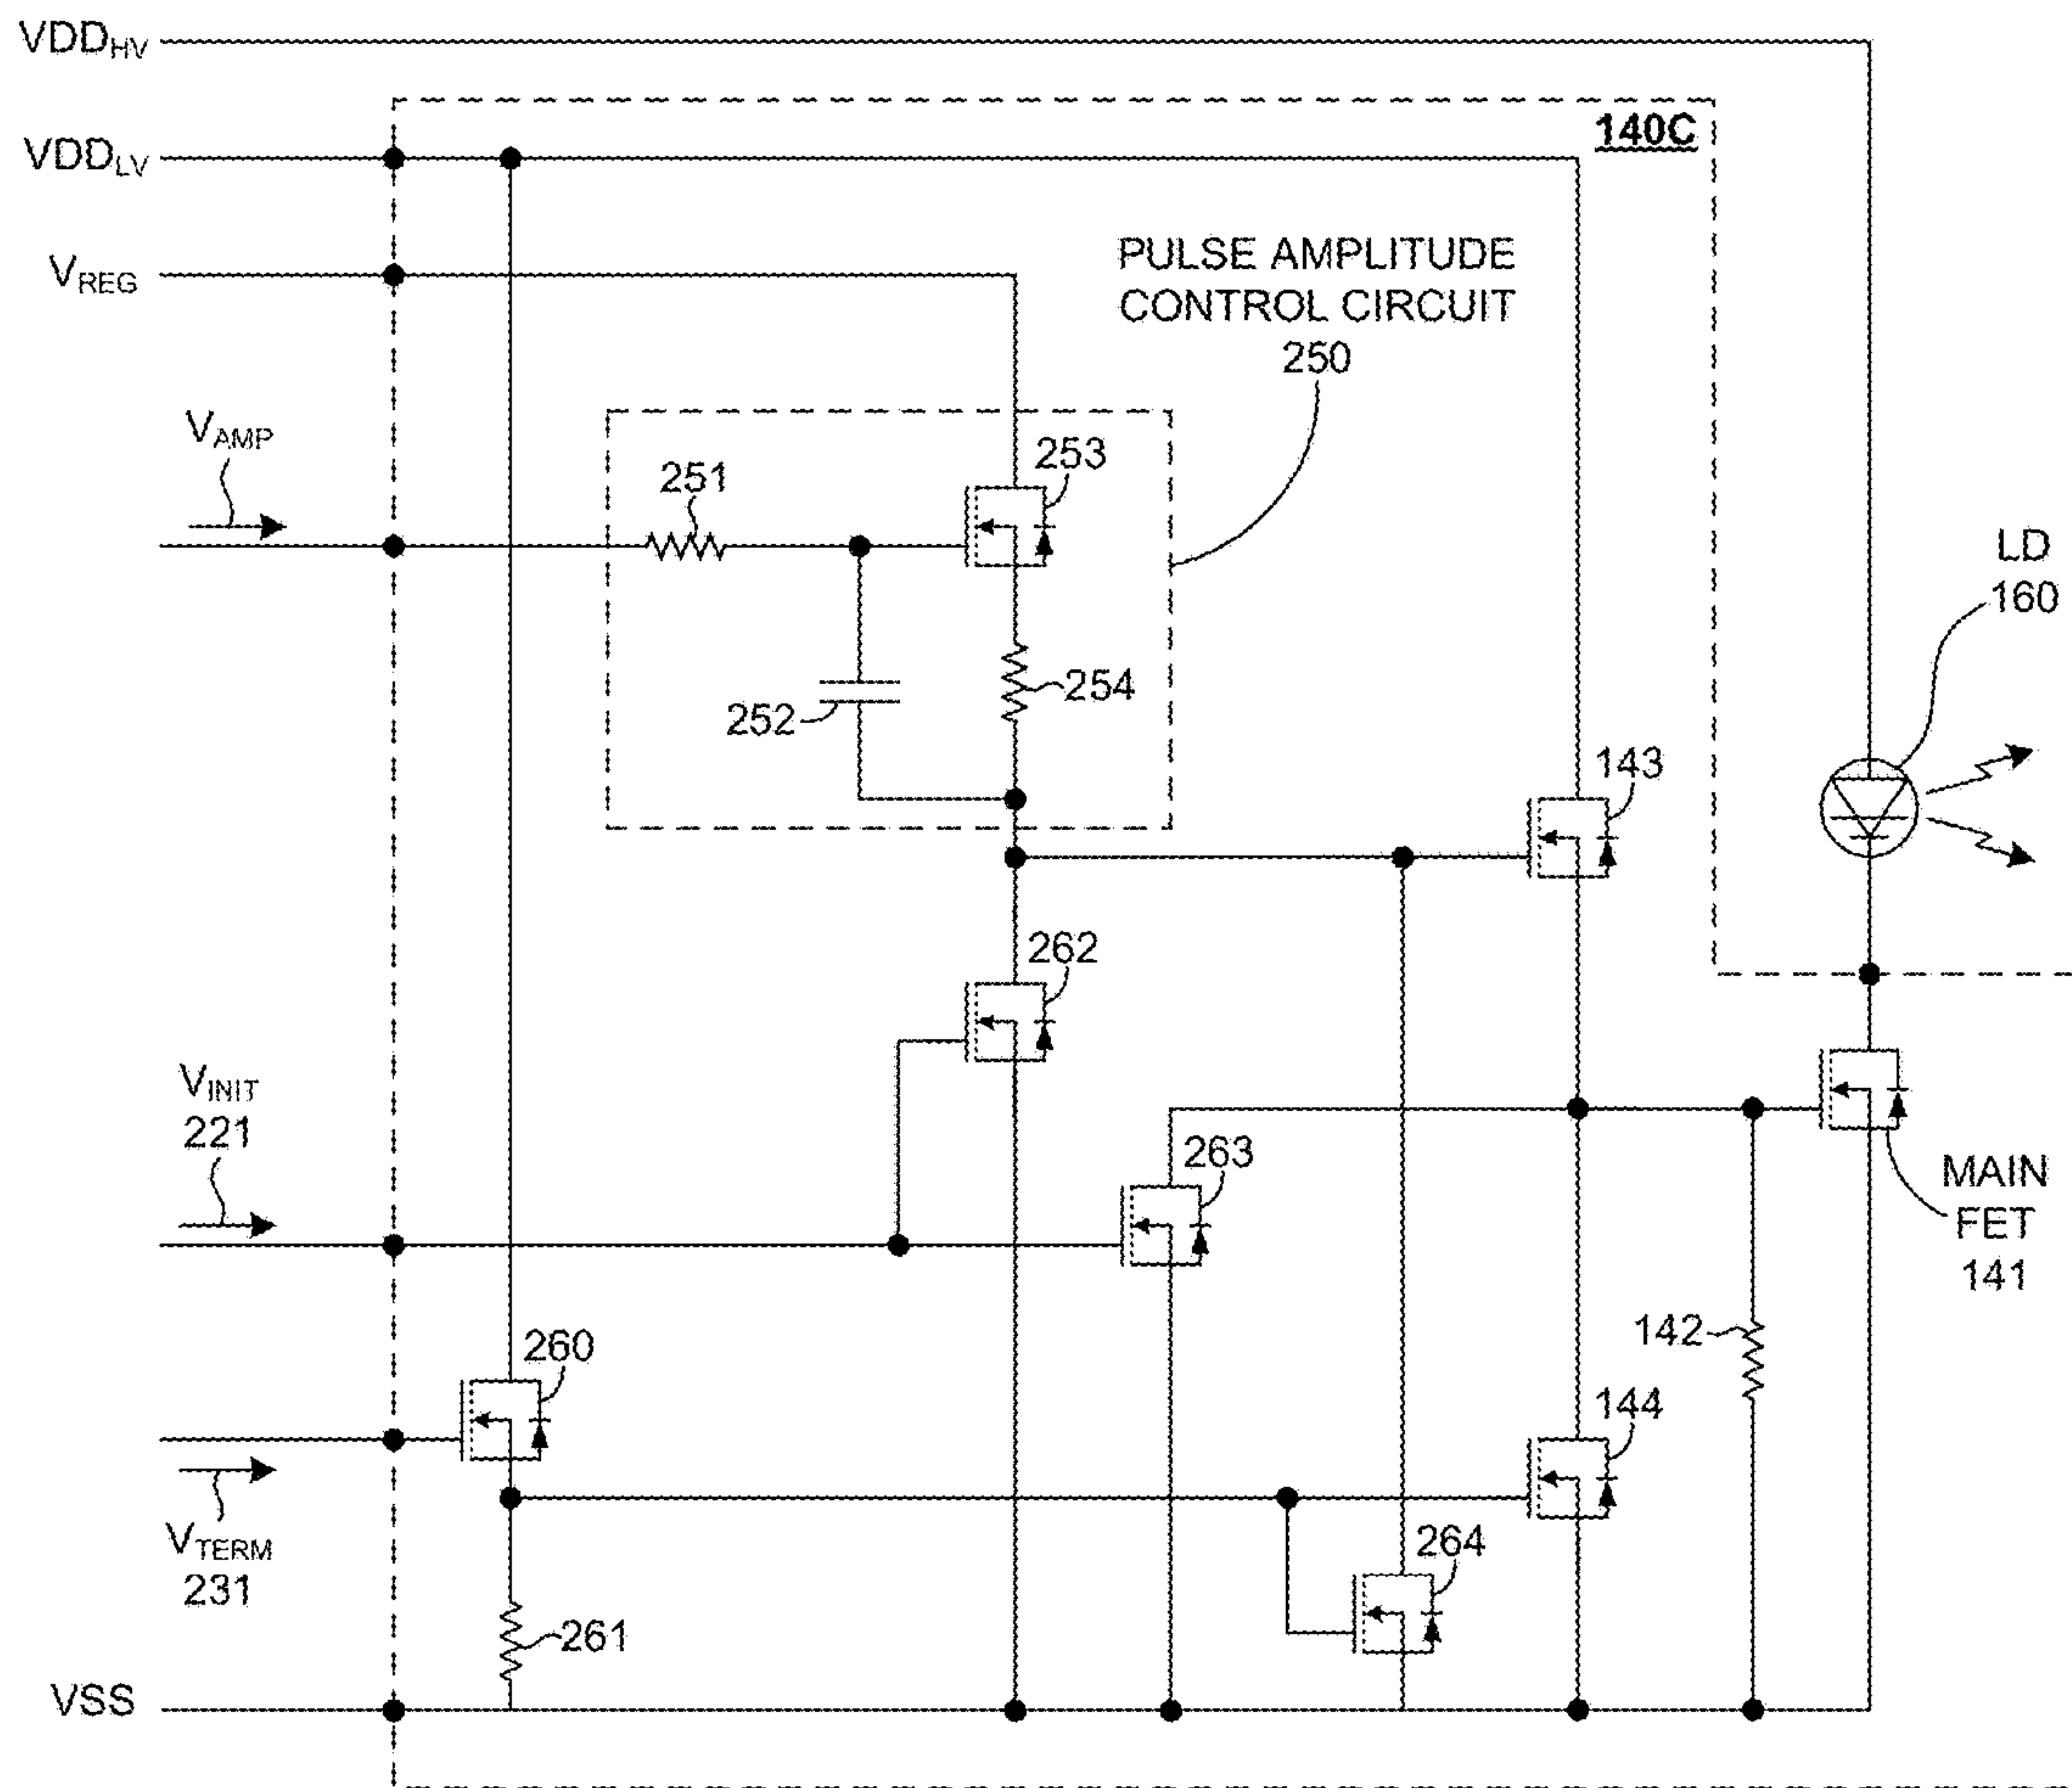 VDDHV
140C
VDDLV
PULSE AMPLITUDE
CONTROL CIRCUIT
250
VREG
VAMP
253
251
LD
160
254
252
143
262
VINIT
221
263
MAIN
FET
141
260
142
144
VTERM
231
264
261
VSS